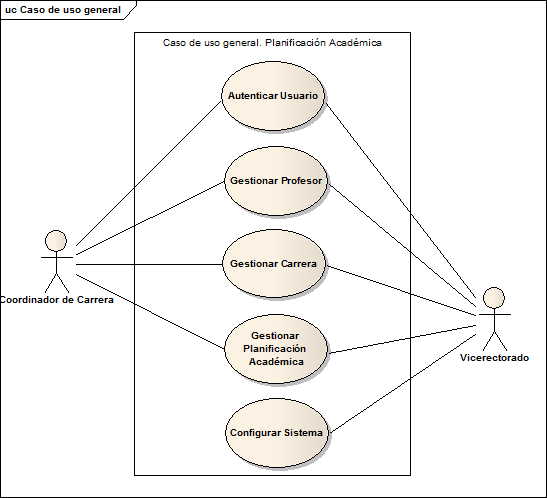 uc Caso de uso general
Caso de uso general. Planificación Académica
Autenticar Usuario
Gestionar Profesor
Gestionar Carrera
Coordinador de Carrera
Gestionar
Planificación
Académica
Vicerectorado
Configurar Sistema